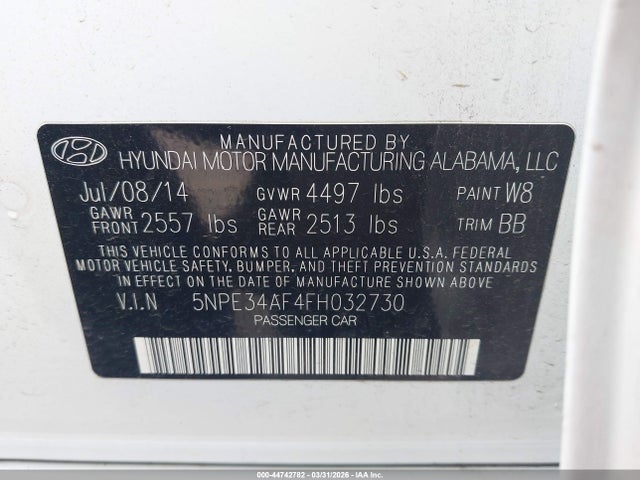 MANUFACTURED BY
HYUNDAI MOTOR MANUFACTURING ALABAMA, LLC
Jul/08/14 GVWR 4497 lbs PAINT W8
GAWR FRONT 2557 lbs GAWR REAR 2513 lbs TRIM BB
THIS VEHICLE CONFORMS TO ALL APPLICABLE U.S.A. FEDERAL
MOTOR VEHICLE SAFETY, BUMPER, AND THEFT PREVENTION STANDARDS
IN EFFECT ON THE DATE OF MANUFACTURE SHOWN ABOVE
V.I.N 5NPE34AF4FH032730
PASSENGER CAR
000-44742782 | 03/31/2026 - IAA Inc.